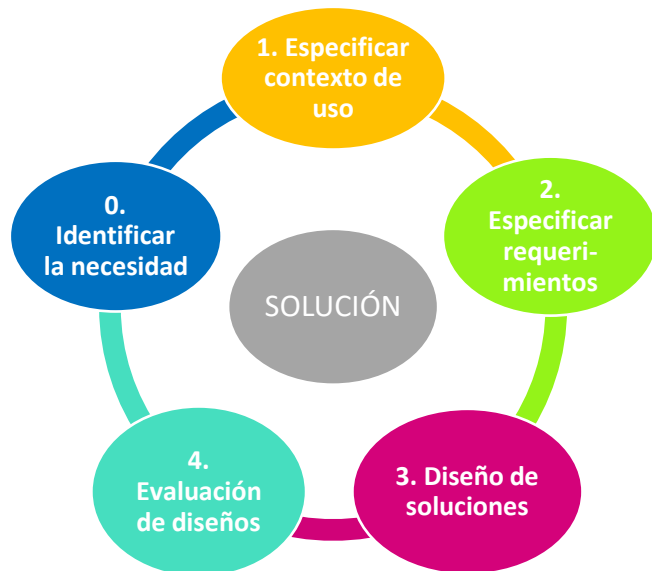 1. Especificar
contexto de
uso
0.
Identificar
la necesidad
2.
Especificar
requeri-
mientos
SOLUCIÓN
4.
Evaluación
de diseños
3. Diseño de
soluciones